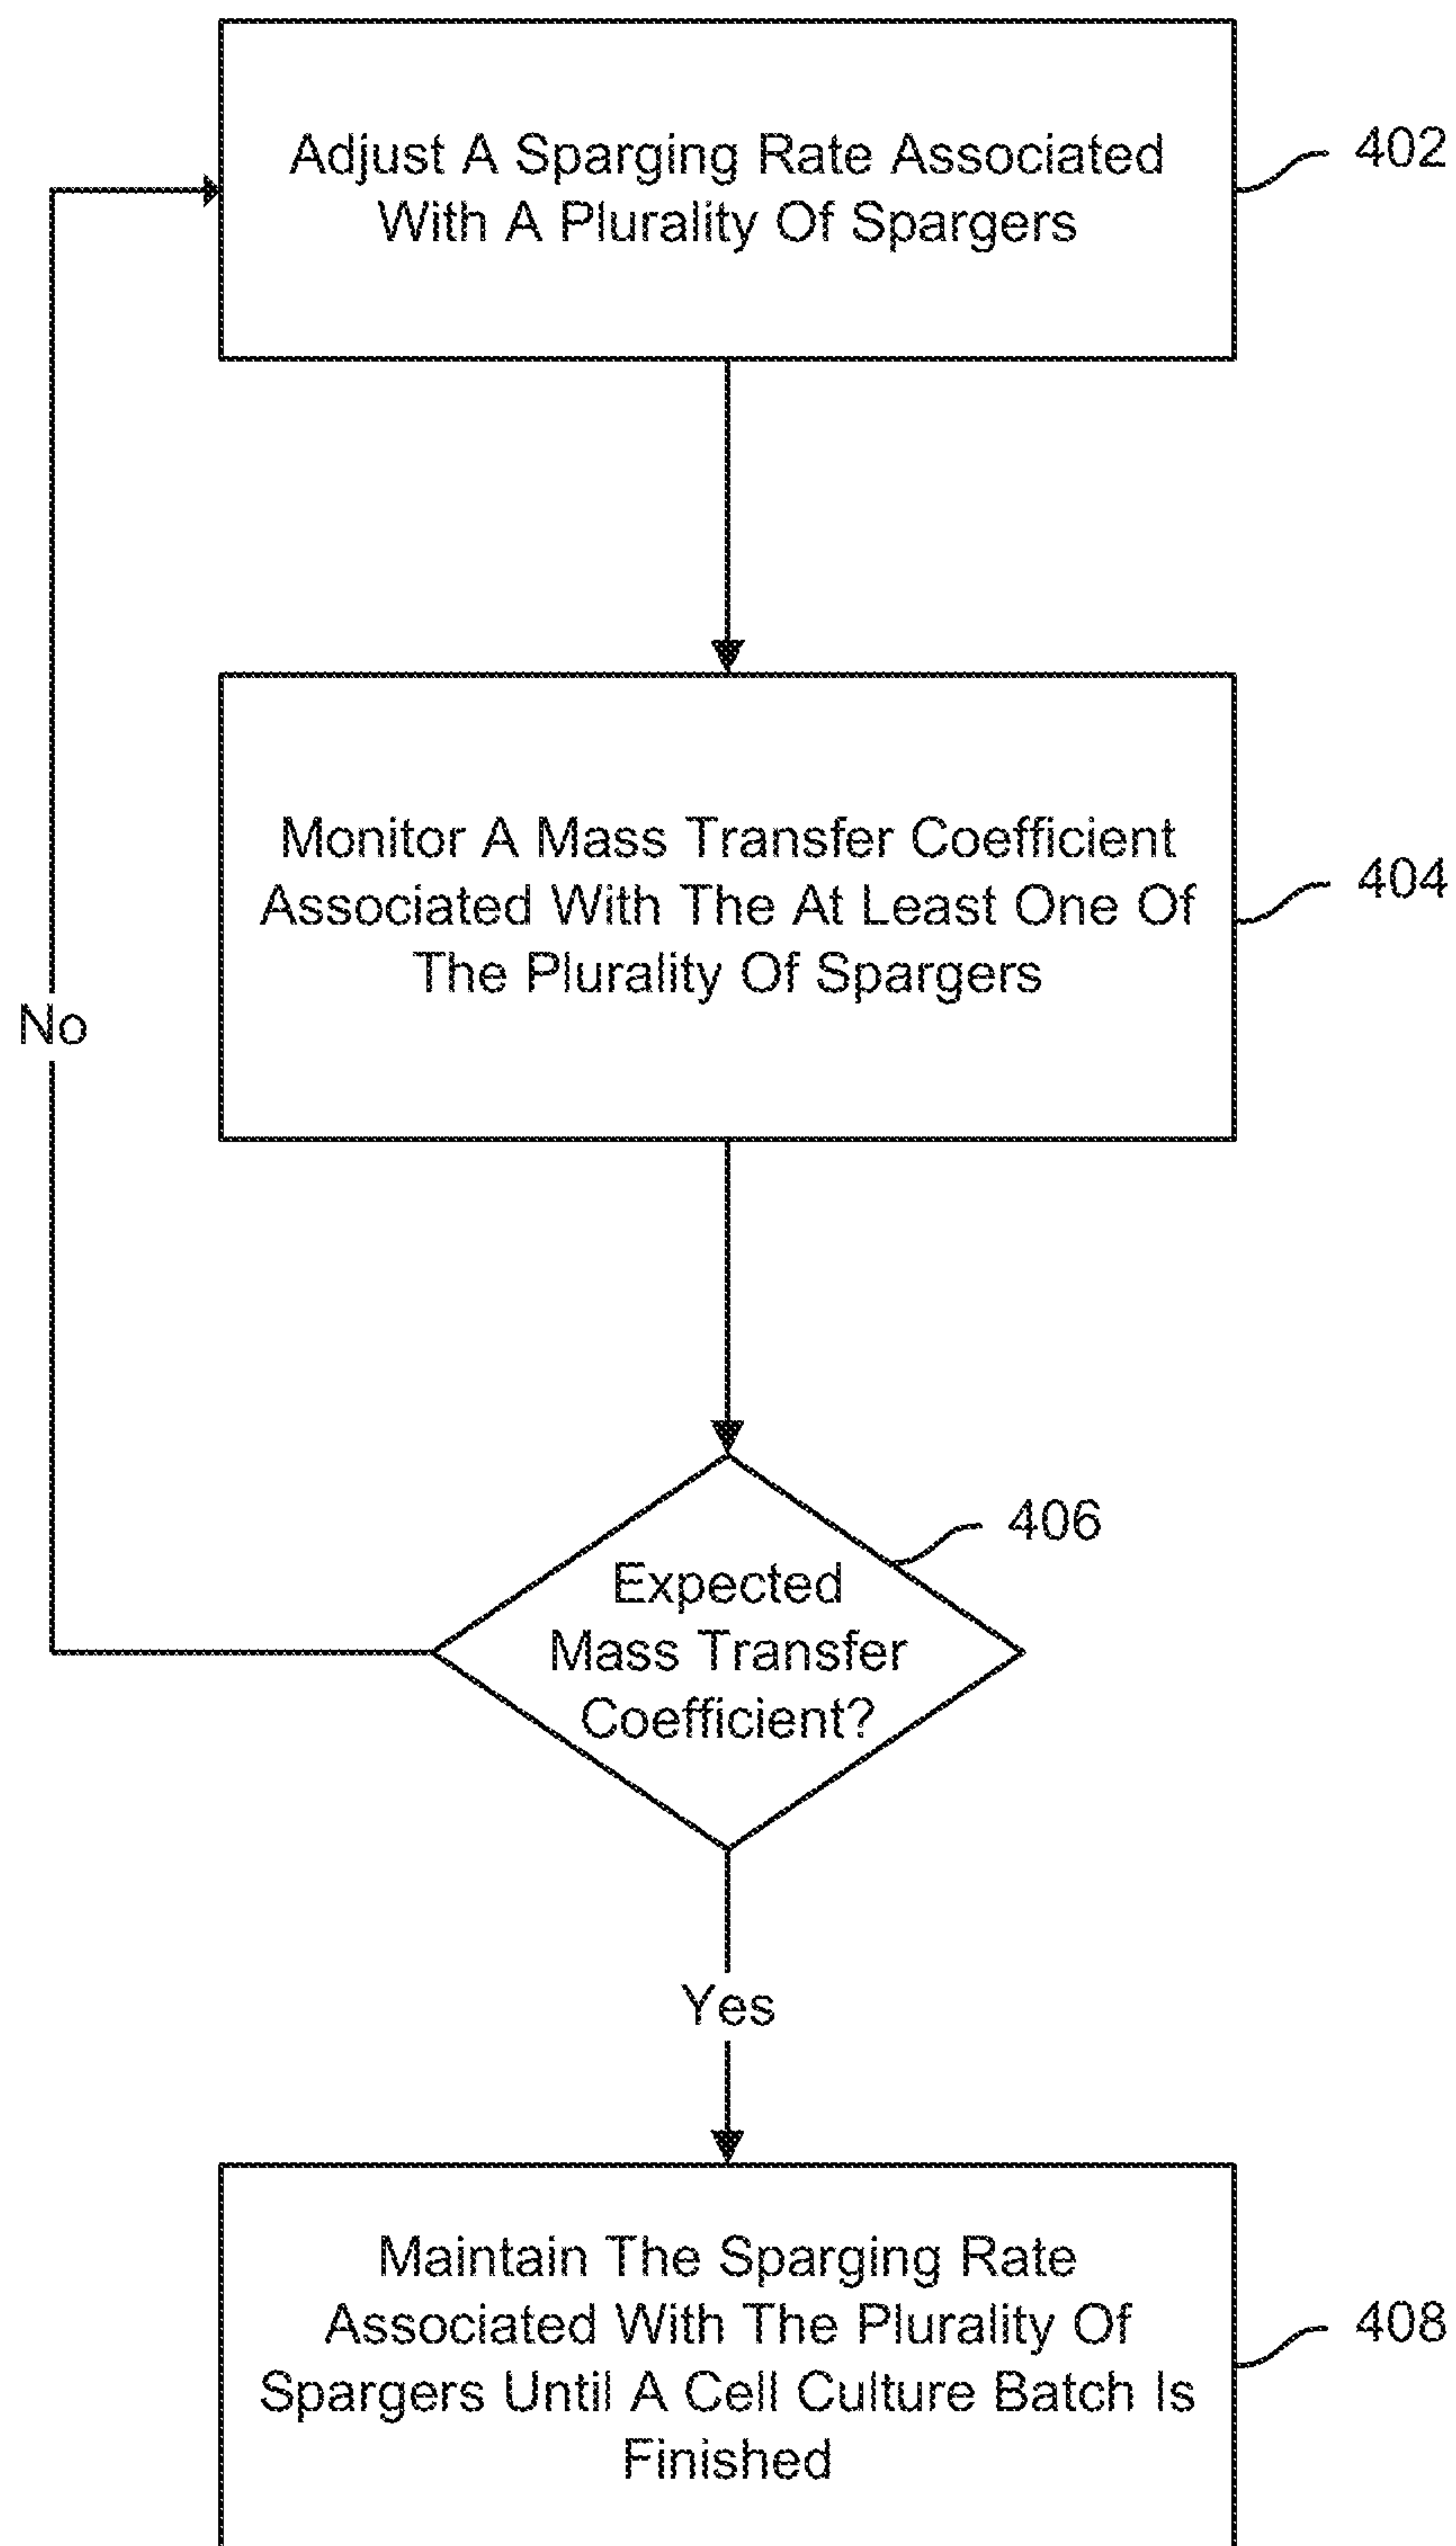 Adjust A Sparging Rate Associated
With A Plurality Of Spargers
402
Monitor A Mass Transfer Coefficient
Associated With The At Least One Of
The Plurality Of Spargers
404
No
406
Expected
Mass Transfer
Coefficient?
Yes
Maintain The Sparging Rate
Associated With The Plurality Of
Spargers Until A Cell Culture Batch Is
Finished
408